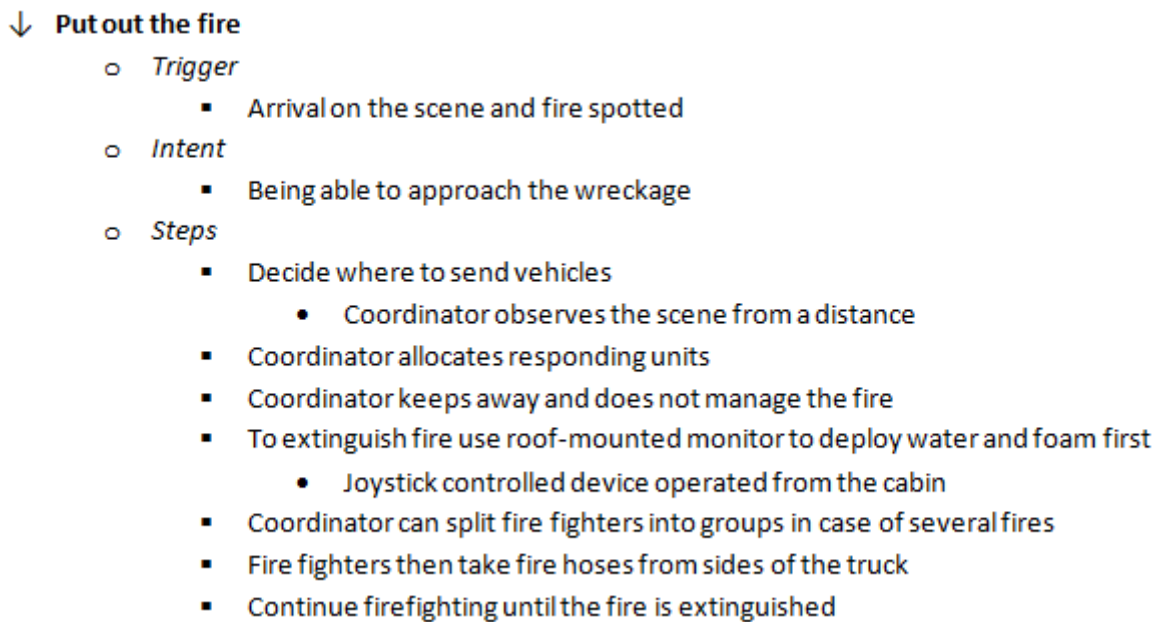 ↓ Put out the fire
o Trigger
▪ Arrival on the scene and fire spotted
o Intent
▪ Being able to approach the wreckage
o Steps
▪ Decide where to send vehicles
• Coordinator observes the scene from a distance
▪ Coordinator allocates responding units
▪ Coordinator keeps away and does not manage the fire
▪ To extinguish fire use roof-mounted monitor to deploy water and foam first
• Joystick controlled device operated from the cabin
▪ Coordinator can split fire fighters into groups in case of several fires
▪ Fire fighters then take fire hoses from sides of the truck
▪ Continue firefighting until the fire is extinguished